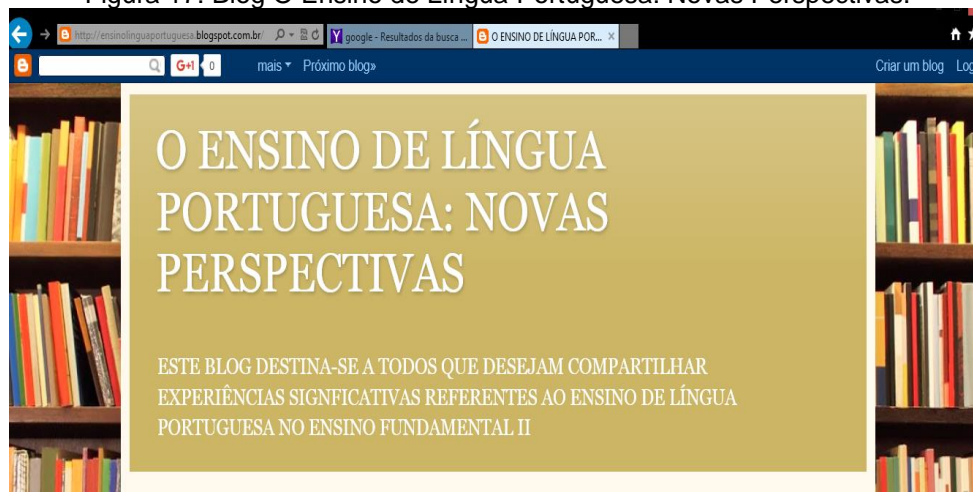 Figura 17: Blog O Ensino de Língua Portuguesa: Novas Perspectivas.
http://ensinolinguaportuguesa.blogspot.com.br/
google - Resultados da busca ...
O ENSINO DE LÍNGUA POR...
G+1 0
mais
Próximo blog»
Criar um blog
O ENSINO DE LÍNGUA
PORTUGUESA: NOVAS
PERSPECTIVAS
ESTE BLOG DESTINA-SE A TODOS QUE DESEJAM COMPARTILHAR
EXPERIÊNCIAS SIGNFICATIVAS REFERENTES AO ENSINO DE LÍNGUA
PORTUGUESA NO ENSINO FUNDAMENTAL II